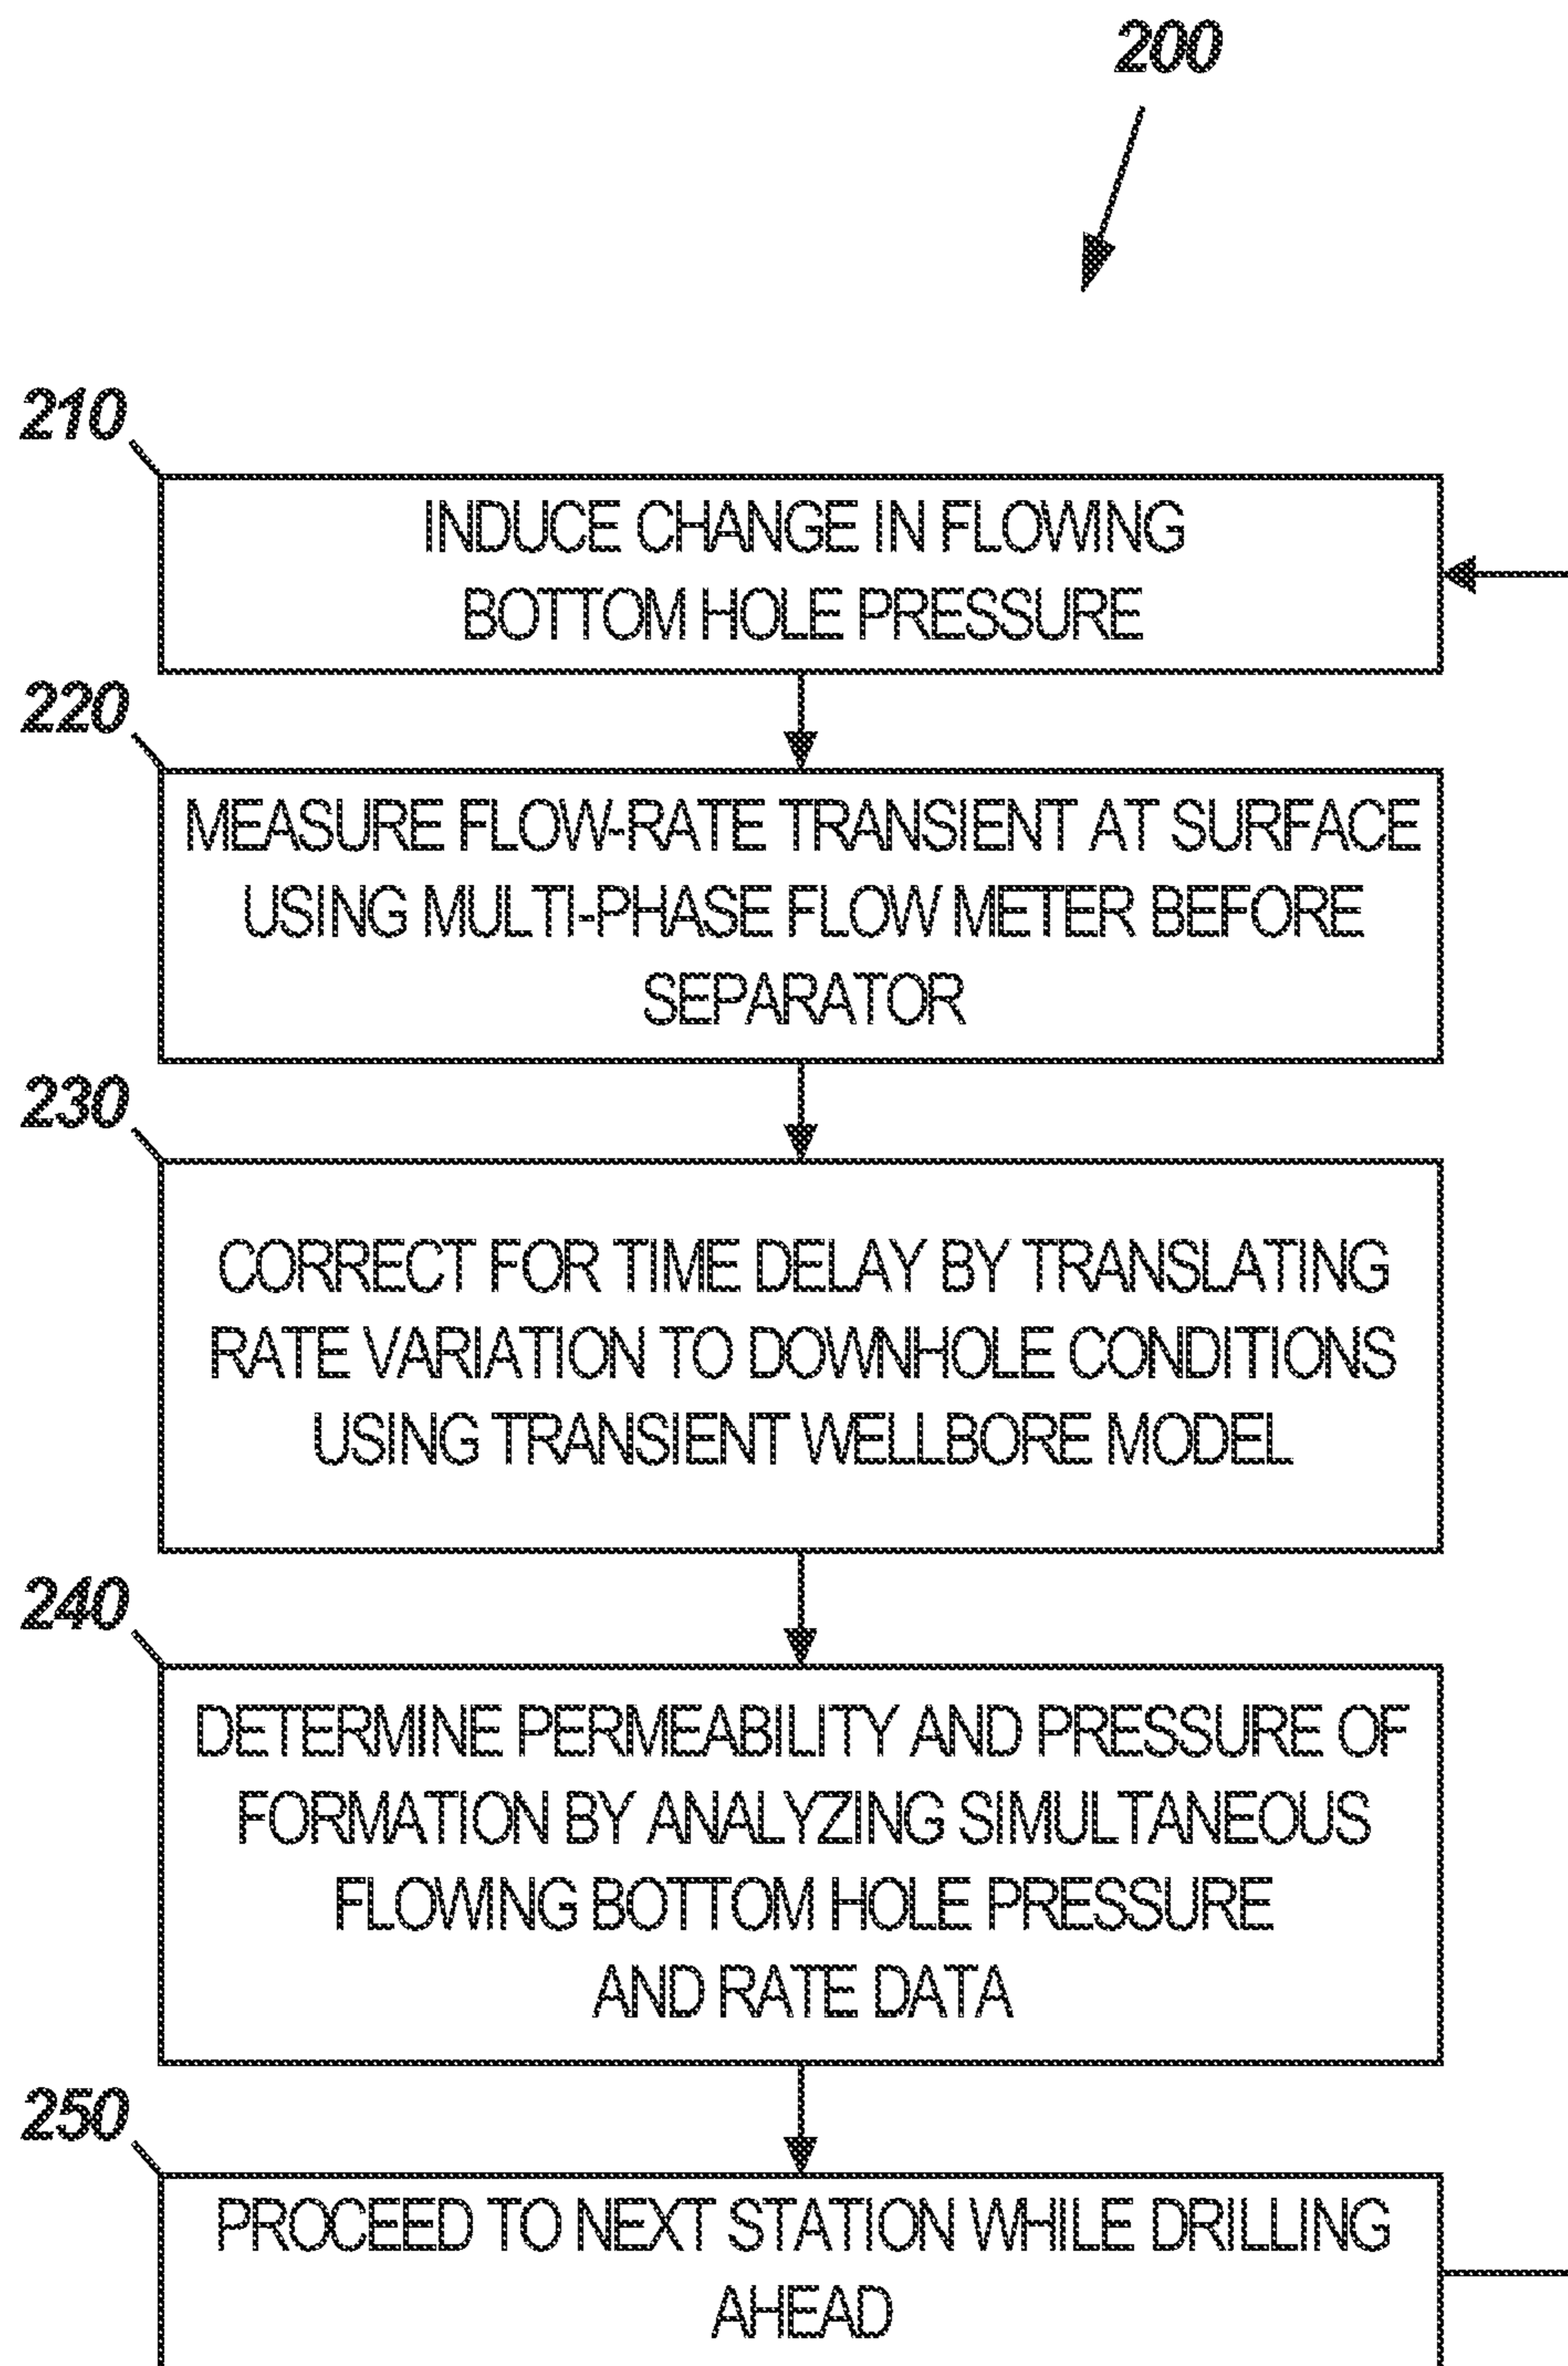 200
210
INDUCE CHANGE IN FLOWING
BOTTOM HOLE PRESSURE
220
MEASURE FLOW-RATE TRANSIENT AT SURFACE
USING MULTI-PHASE FLOW METER BEFORE
SEPARATOR
230
CORRECT FOR TIME DELAY BY TRANSLATING
RATE VARIATION TO DOWNHOLE CONDITIONS
USING TRANSIENT WELLBORE MODEL
240
DETERMINE PERMEABILITY AND PRESSURE OF
FORMATION BY ANALYZING SIMULTANEOUS
FLOWING BOTTOM HOLE PRESSURE
AND RATE DATA
250
PROCEED TO NEXT STATION WHILE DRILLING
AHEAD